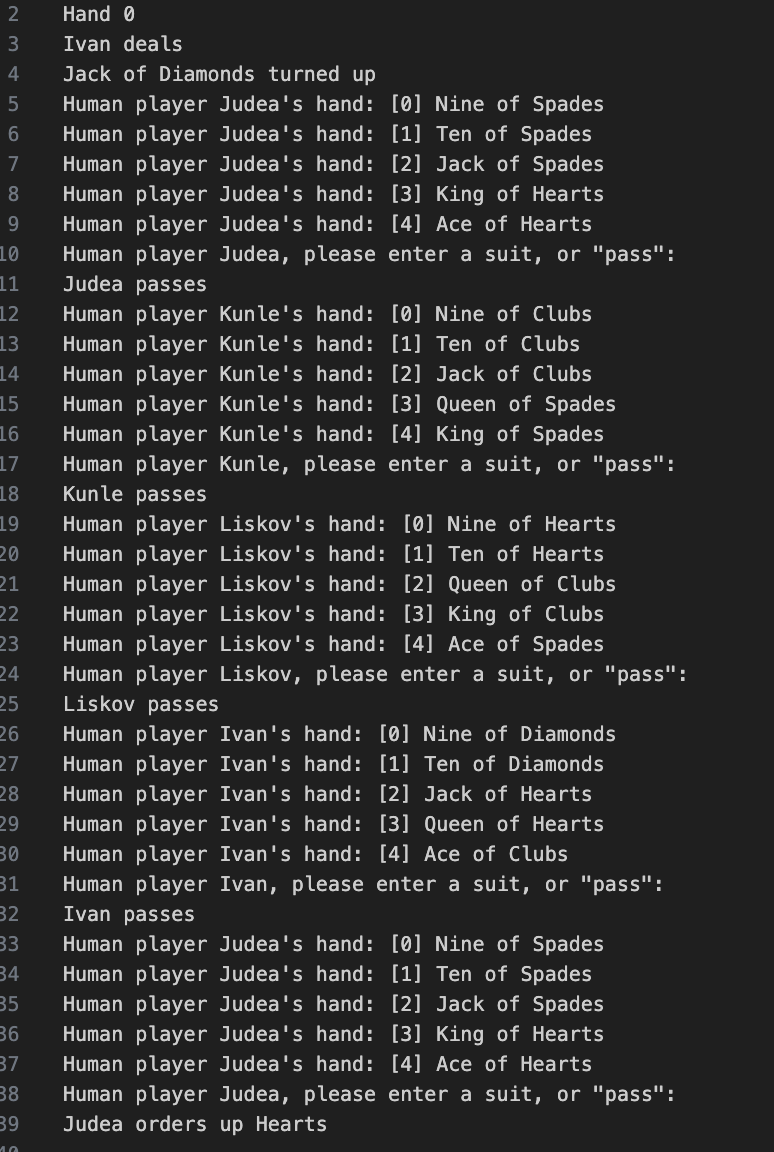 2 Hand 0
3 Ivan deals
4 Jack of Diamonds turned up
5 Human player Judea's hand: [0] Nine of Spades
6 Human player Judea's hand: [1] Ten of Spades
7 Human player Judea's hand: [2] Jack of Spades
8 Human player Judea's hand: [3] King of Hearts
9 Human player Judea's hand: [4] Ace of Hearts
10 Human player Judea, please enter a suit, or "pass":
11 Judea passes
12 Human player Kunle's hand: [0] Nine of Clubs
13 Human player Kunle's hand: [1] Ten of Clubs
14 Human player Kunle's hand: [2] Jack of Clubs
15 Human player Kunle's hand: [3] Queen of Spades
16 Human player Kunle's hand: [4] King of Spades
17 Human player Kunle, please enter a suit, or "pass":
18 Kunle passes
19 Human player Liskov's hand: [0] Nine of Hearts
20 Human player Liskov's hand: [1] Ten of Hearts
21 Human player Liskov's hand: [2] Queen of Clubs
22 Human player Liskov's hand: [3] King of Clubs
23 Human player Liskov's hand: [4] Ace of Spades
24 Human player Liskov, please enter a suit, or "pass":
25 Liskov passes
26 Human player Ivan's hand: [0] Nine of Diamonds
27 Human player Ivan's hand: [1] Ten of Diamonds
28 Human player Ivan's hand: [2] Jack of Hearts
29 Human player Ivan's hand: [3] Queen of Hearts
30 Human player Ivan's hand: [4] Ace of Clubs
31 Human player Ivan, please enter a suit, or "pass":
32 Ivan passes
33 Human player Judea's hand: [0] Nine of Spades
34 Human player Judea's hand: [1] Ten of Spades
35 Human player Judea's hand: [2] Jack of Spades
36 Human player Judea's hand: [3] King of Hearts
37 Human player Judea's hand: [4] Ace of Hearts
38 Human player Judea, please enter a suit, or "pass":
39 Judea orders up Hearts